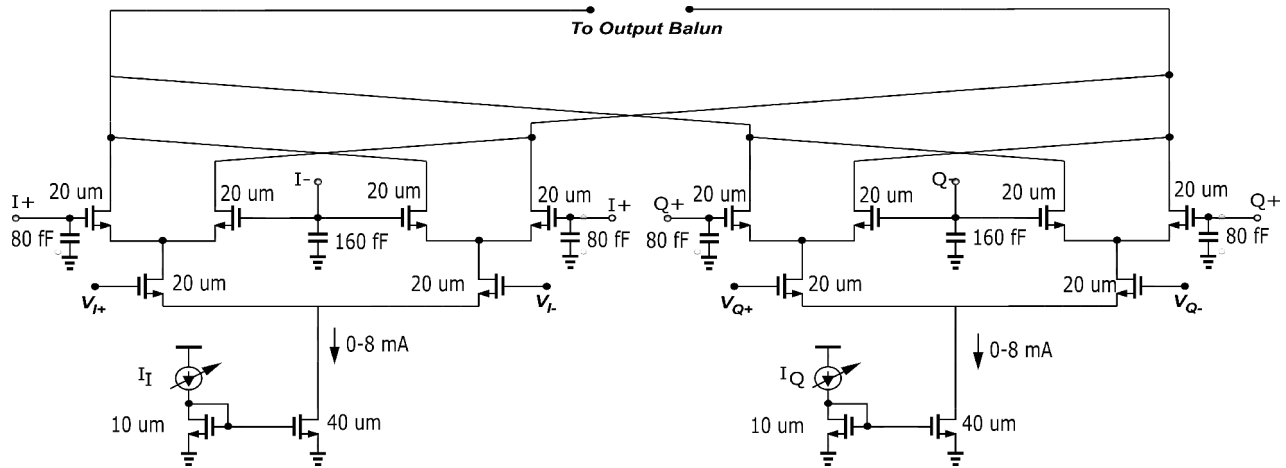 To Output Balun
20 um 20 um I- 20 um 20 um 20 um 20 um Q- 20 um 20 um
I+ I+ Q+ Q+
80 fF 160 fF 80 fF 80 fF 160 fF 80 fF
20 um 20 um 20 um 20 um
VI+ VI- VQ+ VQ-
0-8 mA 0-8 mA
II IQ
10 um 40 um 10 um 40 um